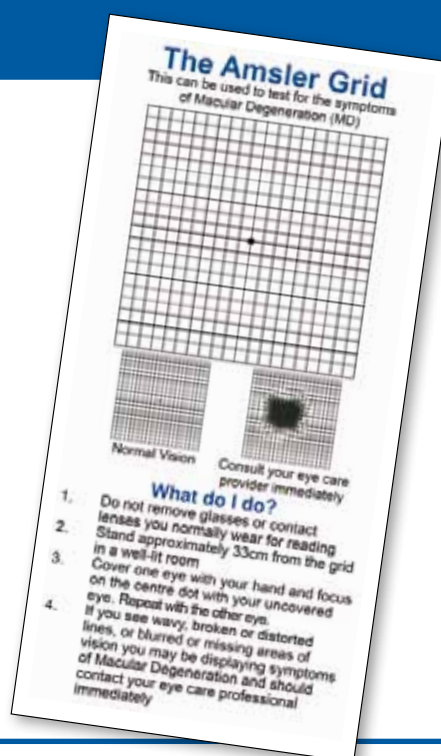 The Amsler Grid
This can be used to test for the symptoms
of Macular Degeneration (MD)
Normal Vision
Consult your eye care
provider immediately
What do I do?
1. Do not remove glasses or contact
lenses you normally wear for reading
2. Stand approximately 33cm from the grid
in a well-lit room
3. Cover one eye with your hand and focus
on the centre dot with your uncovered
eye. Repeat with the other eye.
4. If you see wavy, broken or distorted
lines, or blurred or missing areas of
vision you may be displaying symptoms
of Macular Degeneration and should
contact your eye care professional
immediately